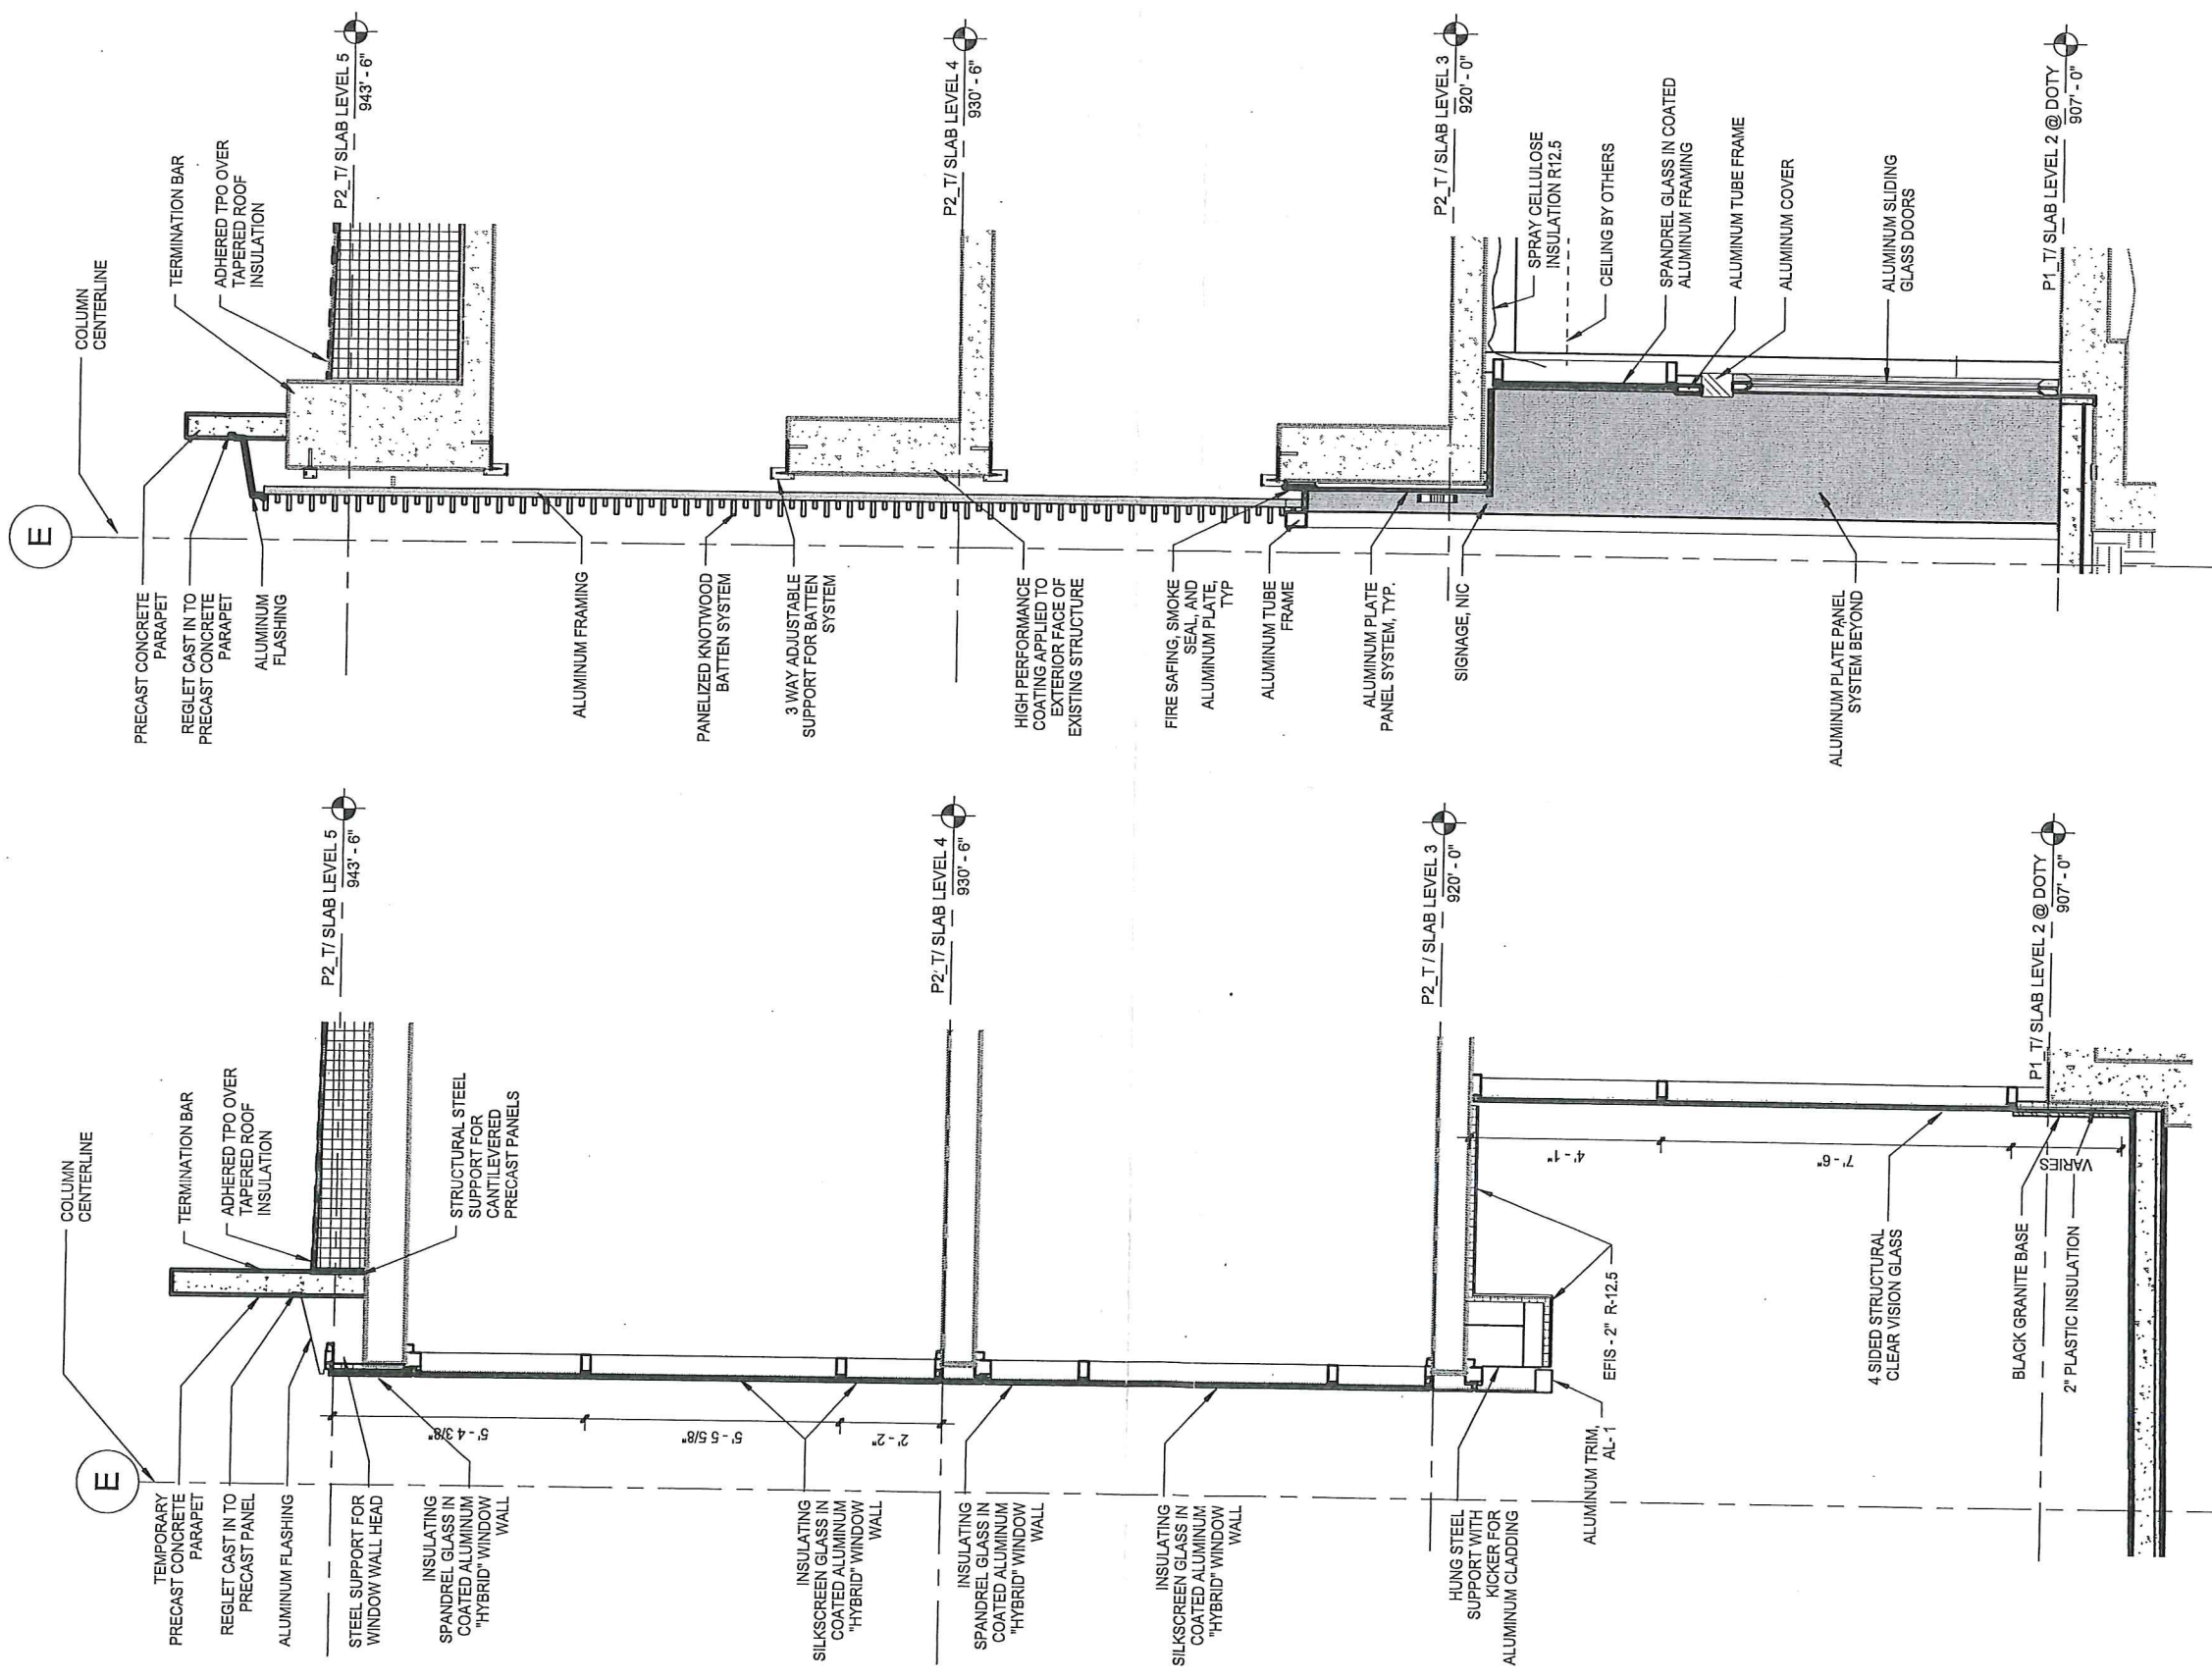 E
COLUMN
CENTERLINE
PRECAST CONCRETE
PARAPET
REGLET CAST IN TO
PRECAST CONCRETE
PARAPET
ALUMINUM
FLASHING
TERMINATION BAR
ADHERED TPO OVER
TAPERED ROOF
INSULATION
P2_T/ SLAB LEVEL 5
943' - 6"
ALUMINUM FRAMING
PANELIZED KNOTWOOD
BATTEN SYSTEM
3 WAY ADJUSTABLE
SUPPORT FOR BATTEN
SYSTEM
P2_T/ SLAB LEVEL 4
930' - 6"
HIGH PERFORMANCE
COATING APPLIED TO
EXTERIOR FACE OF
EXISTING STRUCTURE
FIRE SAFING, SMOKE
SEAL, AND
ALUMINUM PLATE,
TYP
ALUMINUM TUBE
FRAME
ALUMINUM PLATE
PANEL SYSTEM, TYP.
SIGNAGE, NIC
P2_T / SLAB LEVEL 3
920' - 0"
SPRAY CELLULOSE
INSULATION R12.5
CEILING BY OTHERS
SPANDREL GLASS IN COATED
ALUMINUM FRAMING
ALUMINUM TUBE FRAME
ALUMINUM COVER
ALUMINUM SLIDING
GLASS DOORS
ALUMINUM PLATE PANEL
SYSTEM BEYOND
P1_T/ SLAB LEVEL 2 @ DOTY
907' - 0"
E
COLUMN
CENTERLINE
TEMPORARY
PRECAST CONCRETE
PARAPET
REGLET CAST IN TO
PRECAST PANEL
ALUMINUM FLASHING
STEEL SUPPORT FOR
WINDOW WALL HEAD
INSULATING
SPANDREL GLASS IN
COATED ALUMINUM
"HYBRID" WINDOW
WALL
TERMINATION BAR
ADHERED TPO OVER
TAPERED ROOF
INSULATION
STRUCTURAL STEEL
SUPPORT FOR
CANTILEVERED
PRECAST PANELS
P2_T/ SLAB LEVEL 5
943' - 6"
5' - 4 3/8"
5' - 5 5/8"
2' - 2"
INSULATING
SILKSCREEN GLASS IN
COATED ALUMINUM
"HYBRID" WINDOW
WALL
P2_T/ SLAB LEVEL 4
930' - 6"
INSULATING
SPANDREL GLASS IN
COATED ALUMINUM
"HYBRID" WINDOW
WALL
INSULATING
SILKSCREEN GLASS IN
COATED ALUMINUM
"HYBRID" WINDOW
WALL
P2_T / SLAB LEVEL 3
920' - 0"
HUNG STEEL
SUPPORT WITH
KICKER FOR
ALUMINUM CLADDING
ALUMINUM TRIM,
AL-1
EFIS - 2" R-12.5
4' - 1"
7' - 6"
VARIES
4 SIDED STRUCTURAL
CLEAR VISION GLASS
BLACK GRANITE BASE
2" PLASTIC INSULATION
P1_T/ SLAB LEVEL 2 @ DOTY
907' - 0"